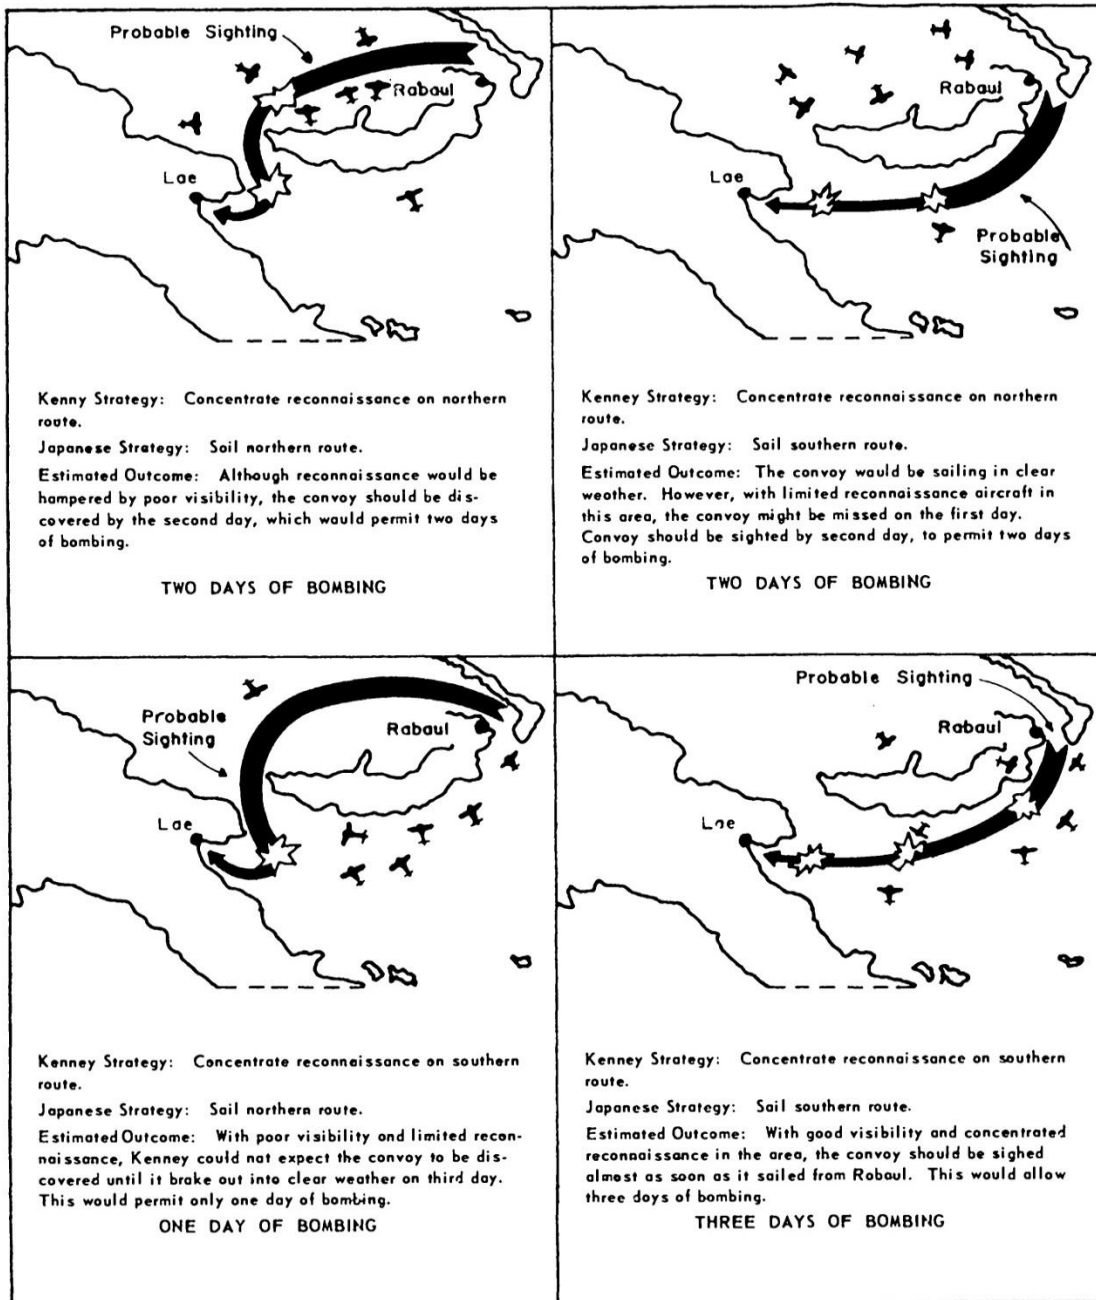 Probable Sighting
Rabaul
Lae
Kenny Strategy: Concentrate reconnaissance on northern
route.
Japanese Strategy: Soil northern route.
Estimated Outcome: Although reconnaissance would be
hampered by poor visibility, the convoy should be dis-
covered by the second day, which would permit two days
of bombing.
TWO DAYS OF BOMBING
Rabaul
Lae
Probable
Sighting
Kenney Strategy: Concentrate reconnaissance on northern
route.
Japanese Strategy: Sail southern route.
Estimated Outcome: The convoy would be sailing in clear
weather. However, with limited reconnaissance aircraft in
this area, the convoy might be missed on the first day.
Convoy should be sighted by second day, to permit two days
of bombing.
TWO DAYS OF BOMBING
Probable
Sighting
Rabaul
Lae
Kenney Strategy: Concentrate reconnaissance on southern
route.
Japanese Strategy: Sail northern route.
Estimated Outcome: With poor visibility and limited recon-
naissance, Kenney could not expect the convoy to be dis-
covered until it brake out into clear weather on third day.
This would permit only one day of bombing.
ONE DAY OF BOMBING
Probable Sighting
Rabaul
Lae
Kenney Strategy: Concentrate reconnaissance on southern
route.
Japanese Strategy: Sail southern route.
Estimated Outcome: With good visibility and concentrated
reconnaissance in the area, the convoy should be sighed
almost as soon as it sailed from Robaul. This would allow
three days of bombing.
THREE DAYS OF BOMBING